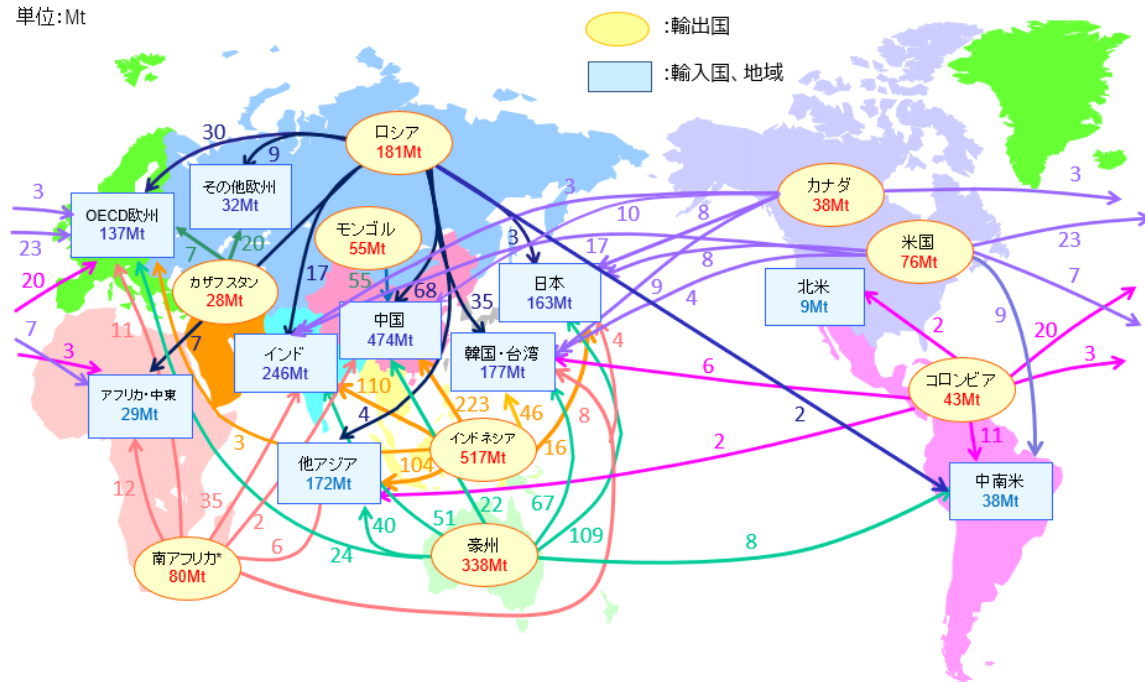 単位:Mt
:輸出国
:輸入国、地域
ロシア
181Mt
30
9
その他欧州
32Mt
3
OECD欧州
137Mt
23
20
7
3
モンゴル
55Mt
55
カザフスタン
28Mt
7
20
17
68
3
35
日本
163Mt
中国
474Mt
インド
246Mt
韓国・台湾
177Mt
3
10
8
17
8
9
4
カナダ
38Mt
3
米国
76Mt
23
7
9
北米
9Mt
2
20
3
コロンビア
43Mt
6
11
2
2
中南米
38Mt
8
アフリカ・中東
29Mt
7
11
12
3
110
223
46
16
4
8
インドネシア
517Mt
104
4
他アジア
172Mt
35
2
6
24
40
51
22
67
109
豪州
338Mt
南アフリカ*
80Mt